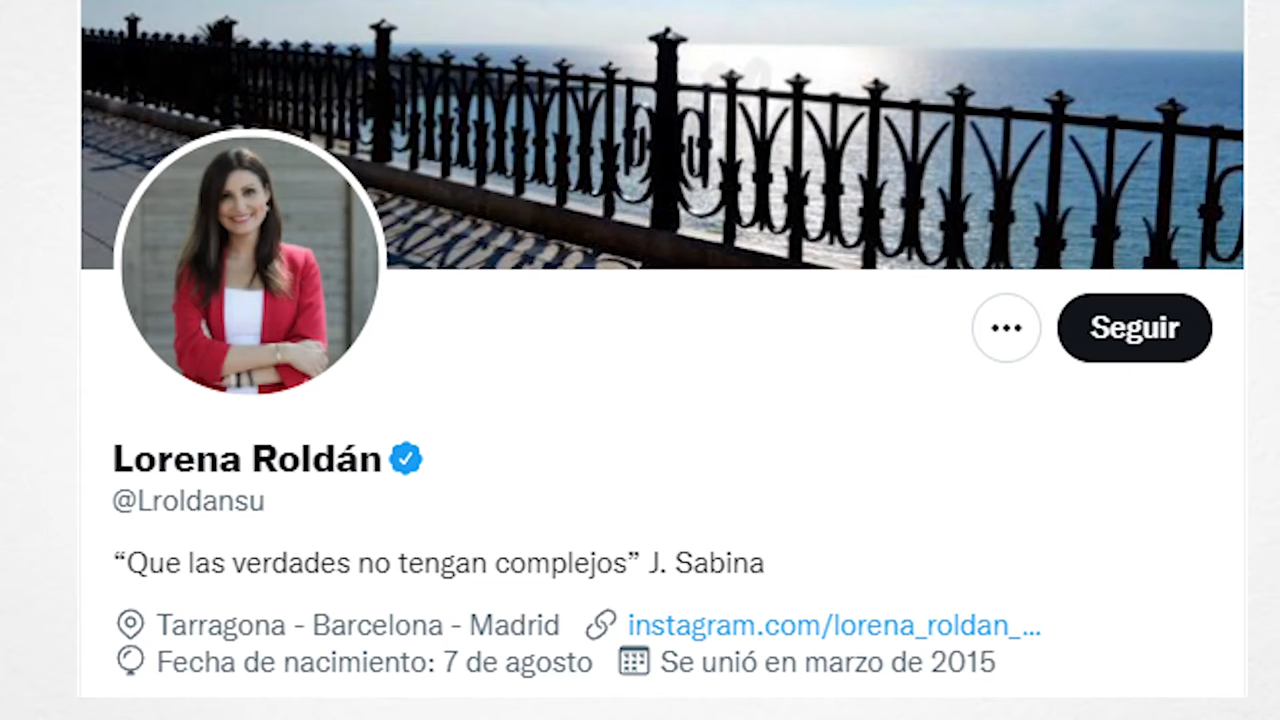 Seguir
Lorena Roldán
@Lroldansu
“Que las verdades no tengan complejos” J. Sabina
Tarragona - Barcelona - Madrid instagram.com/lorena_roldan_...
Fecha de nacimiento: 7 de agosto Se unió en marzo de 2015